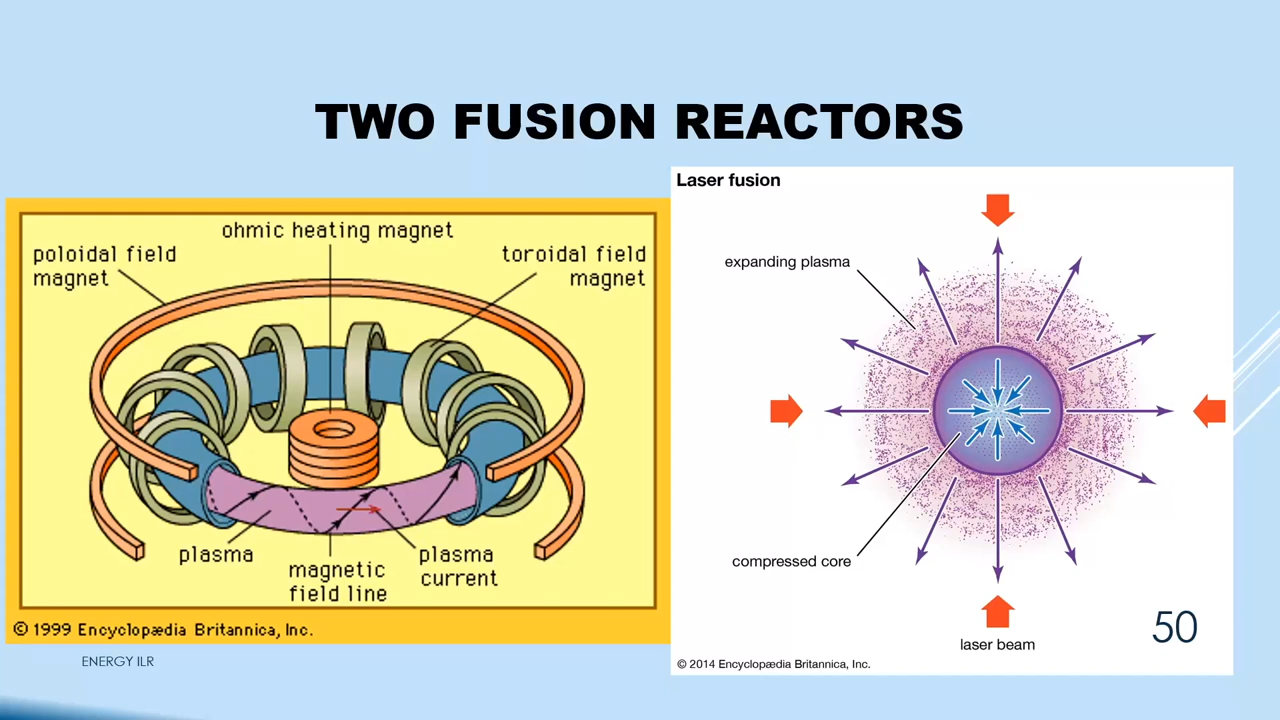 TWO FUSION REACTORS
ohmic heating magnet
poloidal field
magnet
toroidal field
magnet
plasma
magnetic
field line
plasma
current
© 1999 Encyclopædia Britannica, Inc.
Laser fusion
expanding plasma
compressed core
laser beam
© 2014 Encyclopædia Britannica, Inc.
50
ENERGY ILR